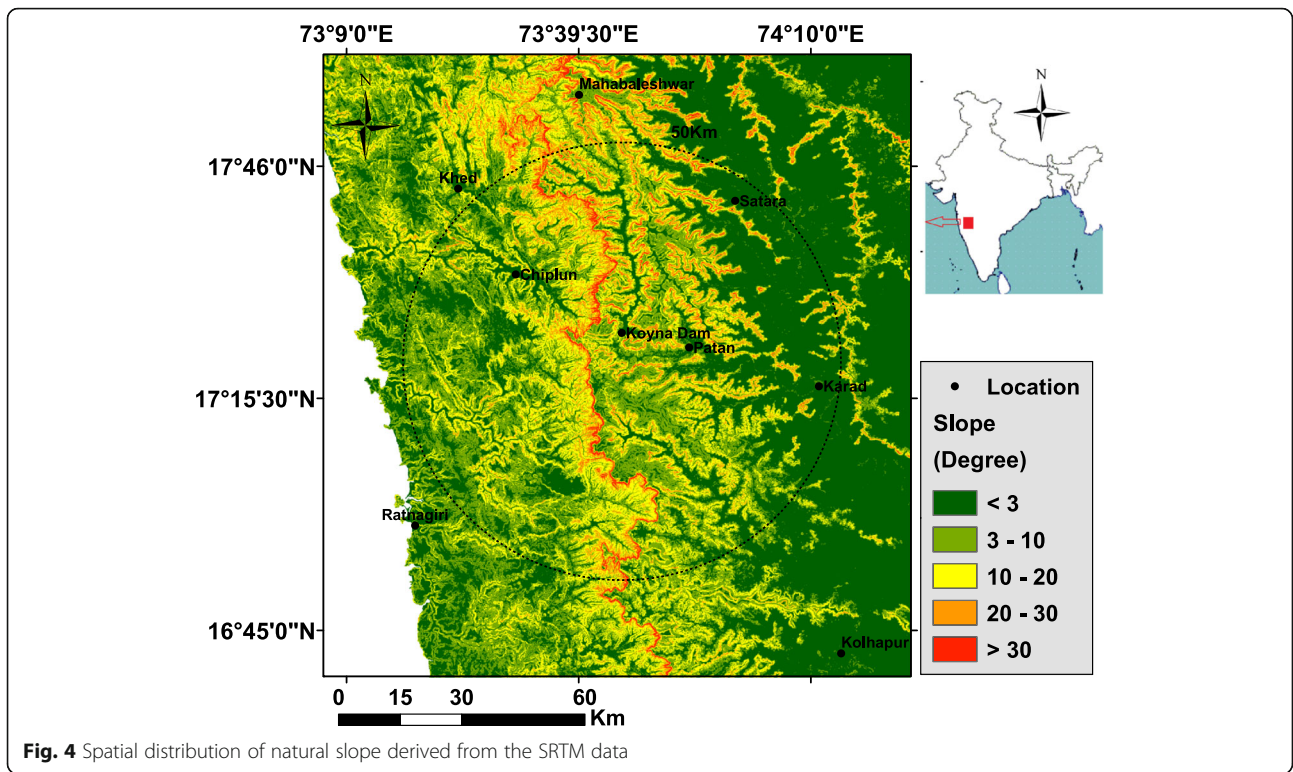 73°9'0"E 73°39'30"E 74°10'0"E
N
Mahabaleshwar
50Km
17°46'0"N
Khed
Satara
Chiplun
Koyna Dam
Patan
Karad
17°15'30"N
Ratnagiri
16°45'0"N
Kolhapur
0 15 30 60
Km
N
Location
Slope
(Degree)
< 3
3 - 10
10 - 20
20 - 30
> 30
Fig. 4 Spatial distribution of natural slope derived from the SRTM data